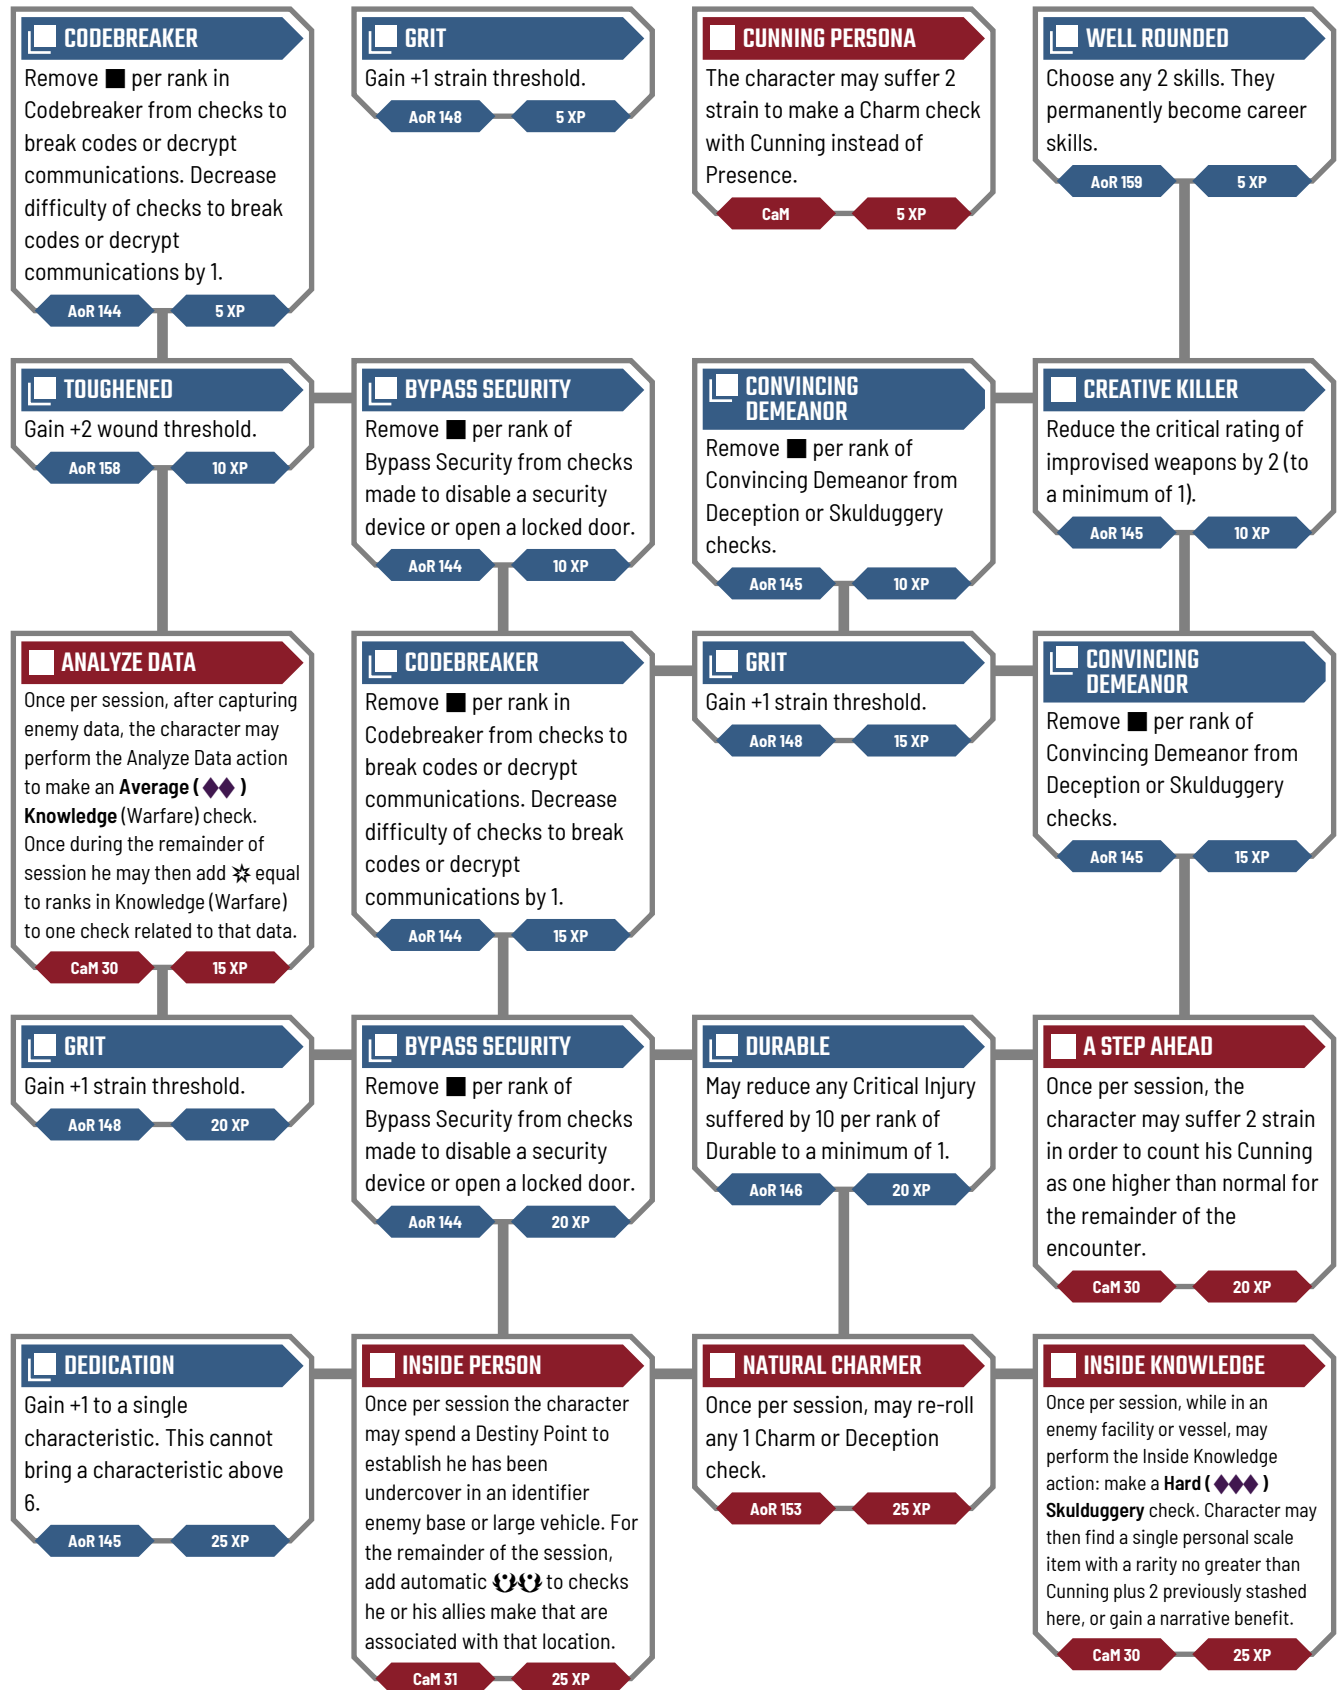 CODEBREAKER
Remove ■ per rank in
Codebreaker from checks to
break codes or decrypt
communications. Decrease
difficulty of checks to break
codes or decrypt
communications by 1.
AoR 144 5 XP
GRIT
Gain +1 strain threshold.
AoR 148 5 XP
CUNNING PERSONA
The character may suffer 2
strain to make a Charm check
with Cunning instead of
Presence.
CaM 5 XP
WELL ROUNDED
Choose any 2 skills. They
permanently become career
skills.
AoR 159 5 XP
TOUGHENED
Gain +2 wound threshold.
AoR 158 10 XP
BYPASS SECURITY
Remove ■ per rank of
Bypass Security from checks
made to disable a security
device or open a locked door.
AoR 144 10 XP
CONVINCING
DEMEANOR
Remove ■ per rank of
Convincing Demeanor from
Deception or Skulduggery
checks.
AoR 145 10 XP
CREATIVE KILLER
Reduce the critical rating of
improvised weapons by 2 (to
a minimum of 1).
AoR 145 10 XP
ANALYZE DATA
Once per session, after capturing
enemy data, the character may
perform the Analyze Data action
to make an Average (◆◆ )
Knowledge (Warfare) check.
Once during the remainder of
session he may then add equal
to ranks in Knowledge (Warfare)
to one check related to that data.
CaM 30 15 XP
CODEBREAKER
Remove ■ per rank in
Codebreaker from checks to
break codes or decrypt
communications. Decrease
difficulty of checks to break
codes or decrypt
communications by 1.
AoR 144 15 XP
GRIT
Gain +1 strain threshold.
AoR 148 15 XP
CONVINCING
DEMEANOR
Remove ■ per rank of
Convincing Demeanor from
Deception or Skulduggery
checks.
AoR 145 15 XP
GRIT
Gain +1 strain threshold.
AoR 148 20 XP
BYPASS SECURITY
Remove ■ per rank of
Bypass Security from checks
made to disable a security
device or open a locked door.
AoR 144 20 XP
DURABLE
May reduce any Critical Injury
suffered by 10 per rank of
Durable to a minimum of 1.
AoR 146 20 XP
A STEP AHEAD
Once per session, the
character may suffer 2 strain
in order to count his Cunning
as one higher than normal for
the remainder of the
encounter.
CaM 30 20 XP
DEDICATION
Gain +1 to a single
characteristic. This cannot
bring a characteristic above
6.
AoR 145 25 XP
INSIDE PERSON
Once per session the character
may spend a Destiny Point to
establish he has been
undercover in an identifier
enemy base or large vehicle. For
the remainder of the session,
add automatic to checks
he or his allies make that are
associated with that location.
CaM 31 25 XP
NATURAL CHARMER
Once per session, may re-roll
any 1 Charm or Deception
check.
AoR 153 25 XP
INSIDE KNOWLEDGE
Once per session, while in an
enemy facility or vessel, may
perform the Inside Knowledge
action: make a Hard (◆◆◆ )
Skulduggery check. Character may
then find a single personal scale
item with a rarity no greater than
Cunning plus 2 previously stashed
here, or gain a narrative benefit.
CaM 30 25 XP